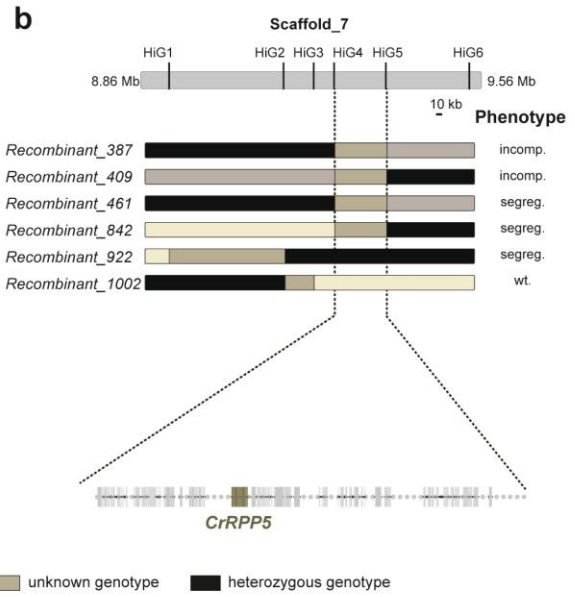 b
Scaffold_7
HiG1 HiG2 HiG3 HiG4 HiG5 HiG6
8.86 Mb 9.56 Mb
10 kb
Phenotype
Recombinant_387 incomp.
Recombinant_409 incomp.
Recombinant_461 segreg.
Recombinant_842 segreg.
Recombinant_922 segreg.
Recombinant_1002 wt.
CrRPP5
unknown genotype heterozygous genotype